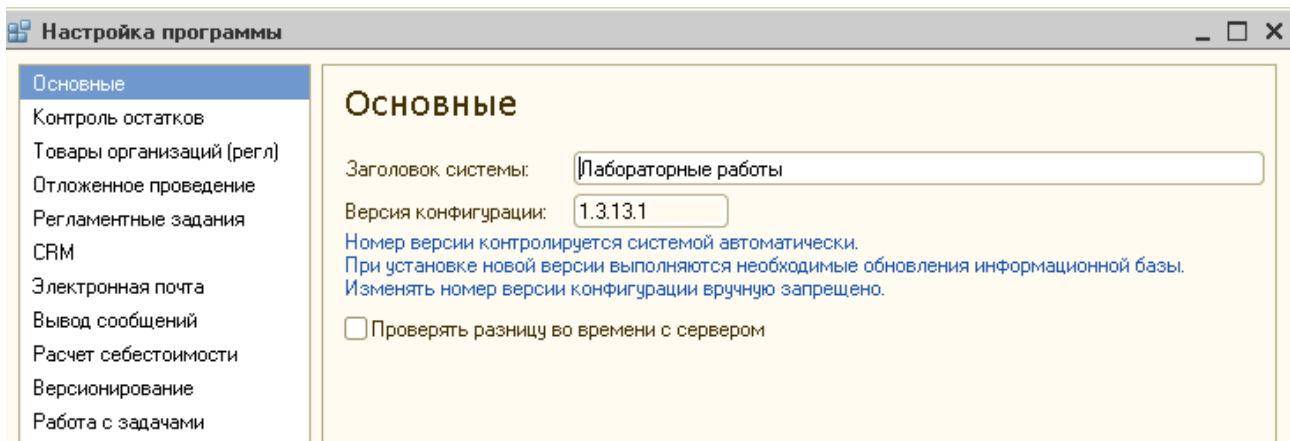 Настройка программы
Основные
Контроль остатков
Товары организаций (регл)
Отложенное проведение
Регламентные задания
CRM
Электронная почта
Вывод сообщений
Расчет себестоимости
Версионирование
Работа с задачами
Основные
Заголовок системы: Лабораторные работы
Версия конфигурации: 1.3.13.1
Номер версии контролируется системой автоматически.
При установке новой версии выполняются необходимые обновления информационной базы.
Изменять номер версии конфигурации вручную запрещено.
Проверять разницу во времени с сервером